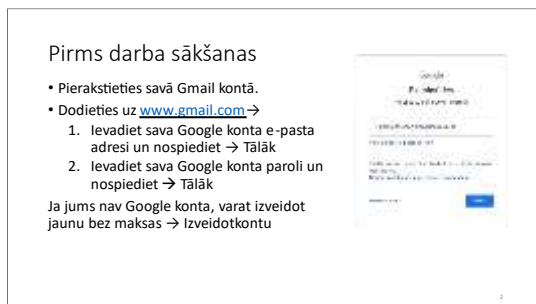 Pirms darba sākšanas
• Pierakstieties savā Gmail kontā.
• Dodieties uz www.gmail.com→
1. Ievadiet sava Google konta e-pasta
adresi un nospiediet → Tālāk
2. Ievadiet sava Google konta paroli un
nospiediet → Tālāk
Ja jums nav Google konta, varat izveidot
jaunu bez maksas → Izveidotkontu
Google
2